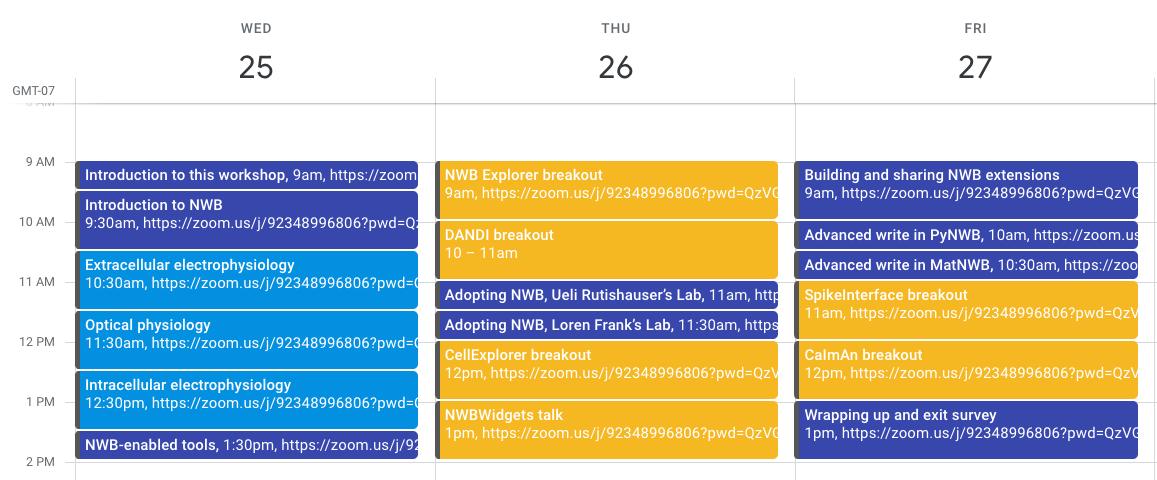 WED
THU
FRI
25
26
27
GMT-07
8 AM
9 AM
10 AM
11 AM
12 PM
1 PM
2 PM
Introduction to this workshop, 9am, https://zoom
Introduction to NWB
9:30am, https://zoom.us/j/92348996806?pwd=Qz
Extracellular electrophysiology
10:30am, https://zoom.us/j/92348996806?pwd=Q
Optical physiology
11:30am, https://zoom.us/j/92348996806?pwd=Q
Intracellular electrophysiology
12:30pm, https://zoom.us/j/92348996806?pwd=Q
NWB-enabled tools, 1:30pm, https://zoom.us/j/92
NWB Explorer breakout
9am, https://zoom.us/j/92348996806?pwd=QzVG
DANDI breakout
10 – 11am
Adopting NWB, Ueli Rutishauser’s Lab, 11am, http
Adopting NWB, Loren Frank’s Lab, 11:30am, https
CellExplorer breakout
12pm, https://zoom.us/j/92348996806?pwd=QzV
NWBWidgets talk
1pm, https://zoom.us/j/92348996806?pwd=QzVG
Building and sharing NWB extensions
9am, https://zoom.us/j/92348996806?pwd=QzVG
Advanced write in PyNWB, 10am, https://zoom.us
Advanced write in MatNWB, 10:30am, https://zoo
SpikeInterface breakout
11am, https://zoom.us/j/92348996806?pwd=QzV
CaImAn breakout
12pm, https://zoom.us/j/92348996806?pwd=QzV
Wrapping up and exit survey
1pm, https://zoom.us/j/92348996806?pwd=QzVG